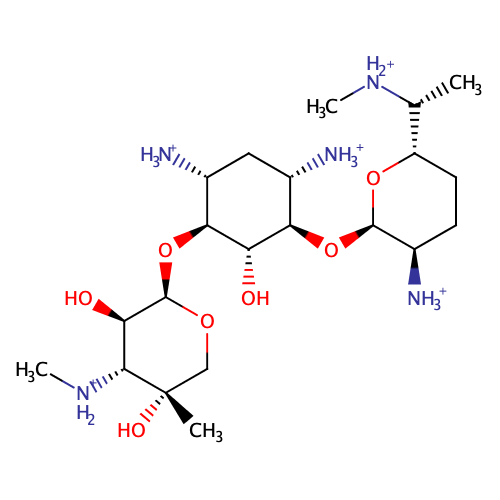 H₂⁺
N CH₃
H₃C
H₃N⁺ NH₃⁺
O
O O
HO OH NH₃⁺
O
H₃C
N⁺
H₂
HO CH₃